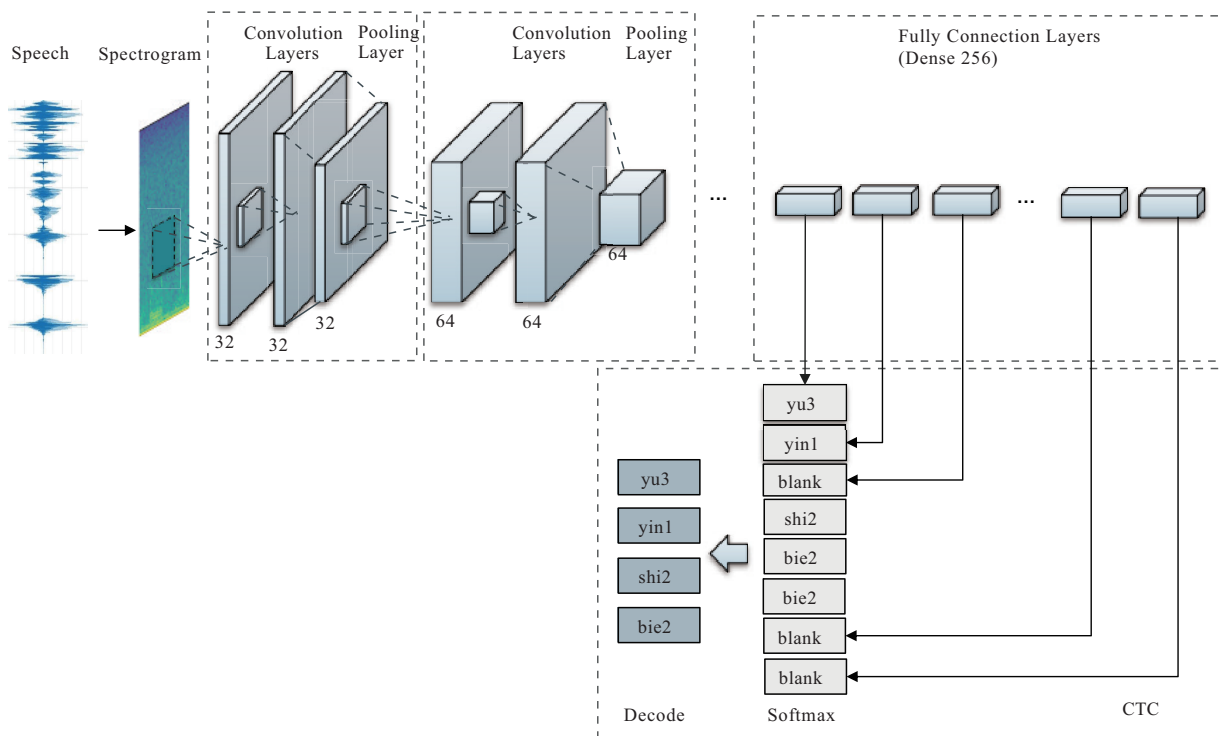 Speech
Spectrogram
Convolution
Layers
Pooling
Layer
Convolution
Layers
Pooling
Layer
Fully Connection Layers
(Dense 256)
32
32
32
64
64
64
...
...
yu3
yin1
blank
shi2
bie2
bie2
blank
blank
yu3
yin1
shi2
bie2
Decode
Softmax
CTC